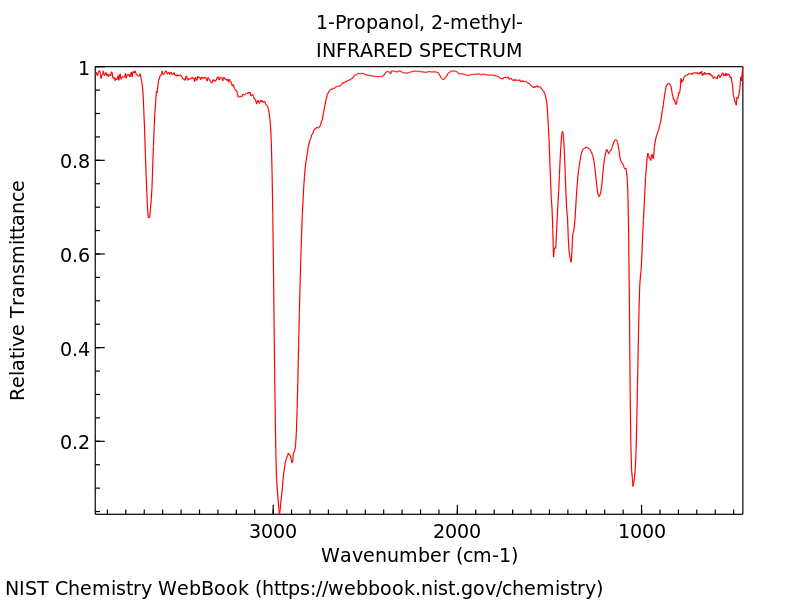 1-Propanol, 2-methyl-
INFRARED SPECTRUM
1
0.8
0.6
0.4
0.2
Relative Transmittance
3000 2000 1000
Wavenumber (cm-1)
NIST Chemistry WebBook (https://webbook.nist.gov/chemistry)